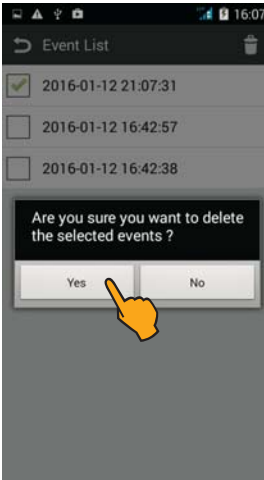 16:07
Event List
2016-01-12 21:07:31
2016-01-12 16:42:57
2016-01-12 16:42:38
Are you sure you want to delete
the selected events ?
Yes
No